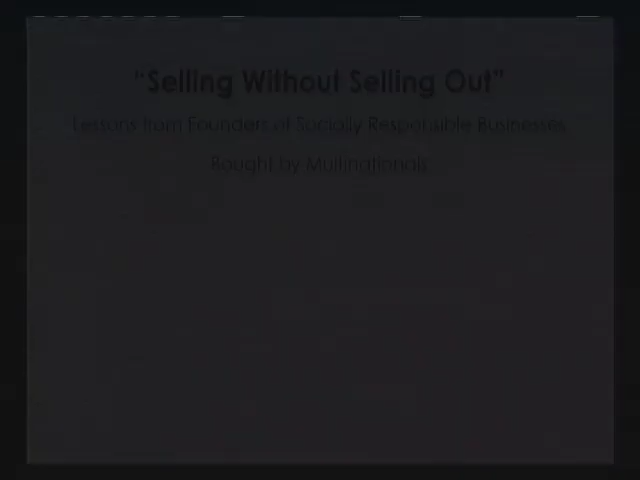 “Selling Without Selling Out”
Lessons from Founders of Socially Responsible Businesses
Bought by Multinationals